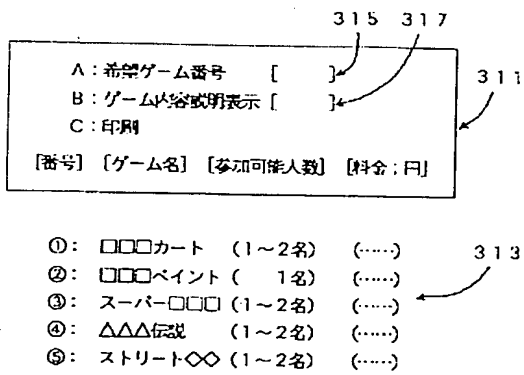 315 317
A：希望ゲーム番号 [ ]
311
B：ゲーム内容説明表示 [ ]
C：印刷
[番号] [ゲーム名] [参加可能人数] [料金；円]
①： □□□カート (1～2名) (……)
313
②： □□□ペイント ( 1名) (……)
③： スーパー□□□ (1～2名) (……)
④： △△△伝説 (1～2名) (……)
⑤： ストリート◇◇ (1～2名) (……)